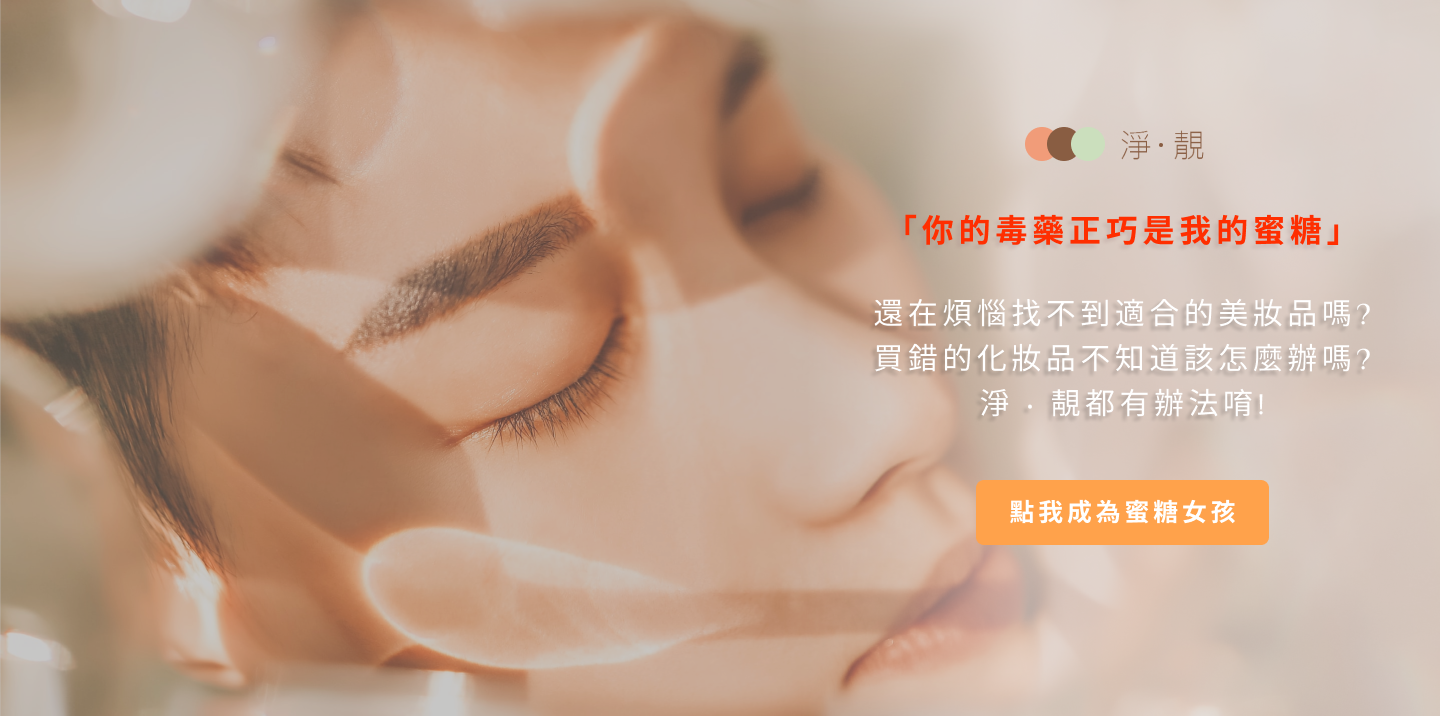 淨·靚
「你的毒藥正巧是我的蜜糖」
還在煩惱找不到適合的美妝品嗎?
買錯的化妝品不知道該怎麼辦嗎?
淨·靚都有辦法唷!
點我成為蜜糖女孩